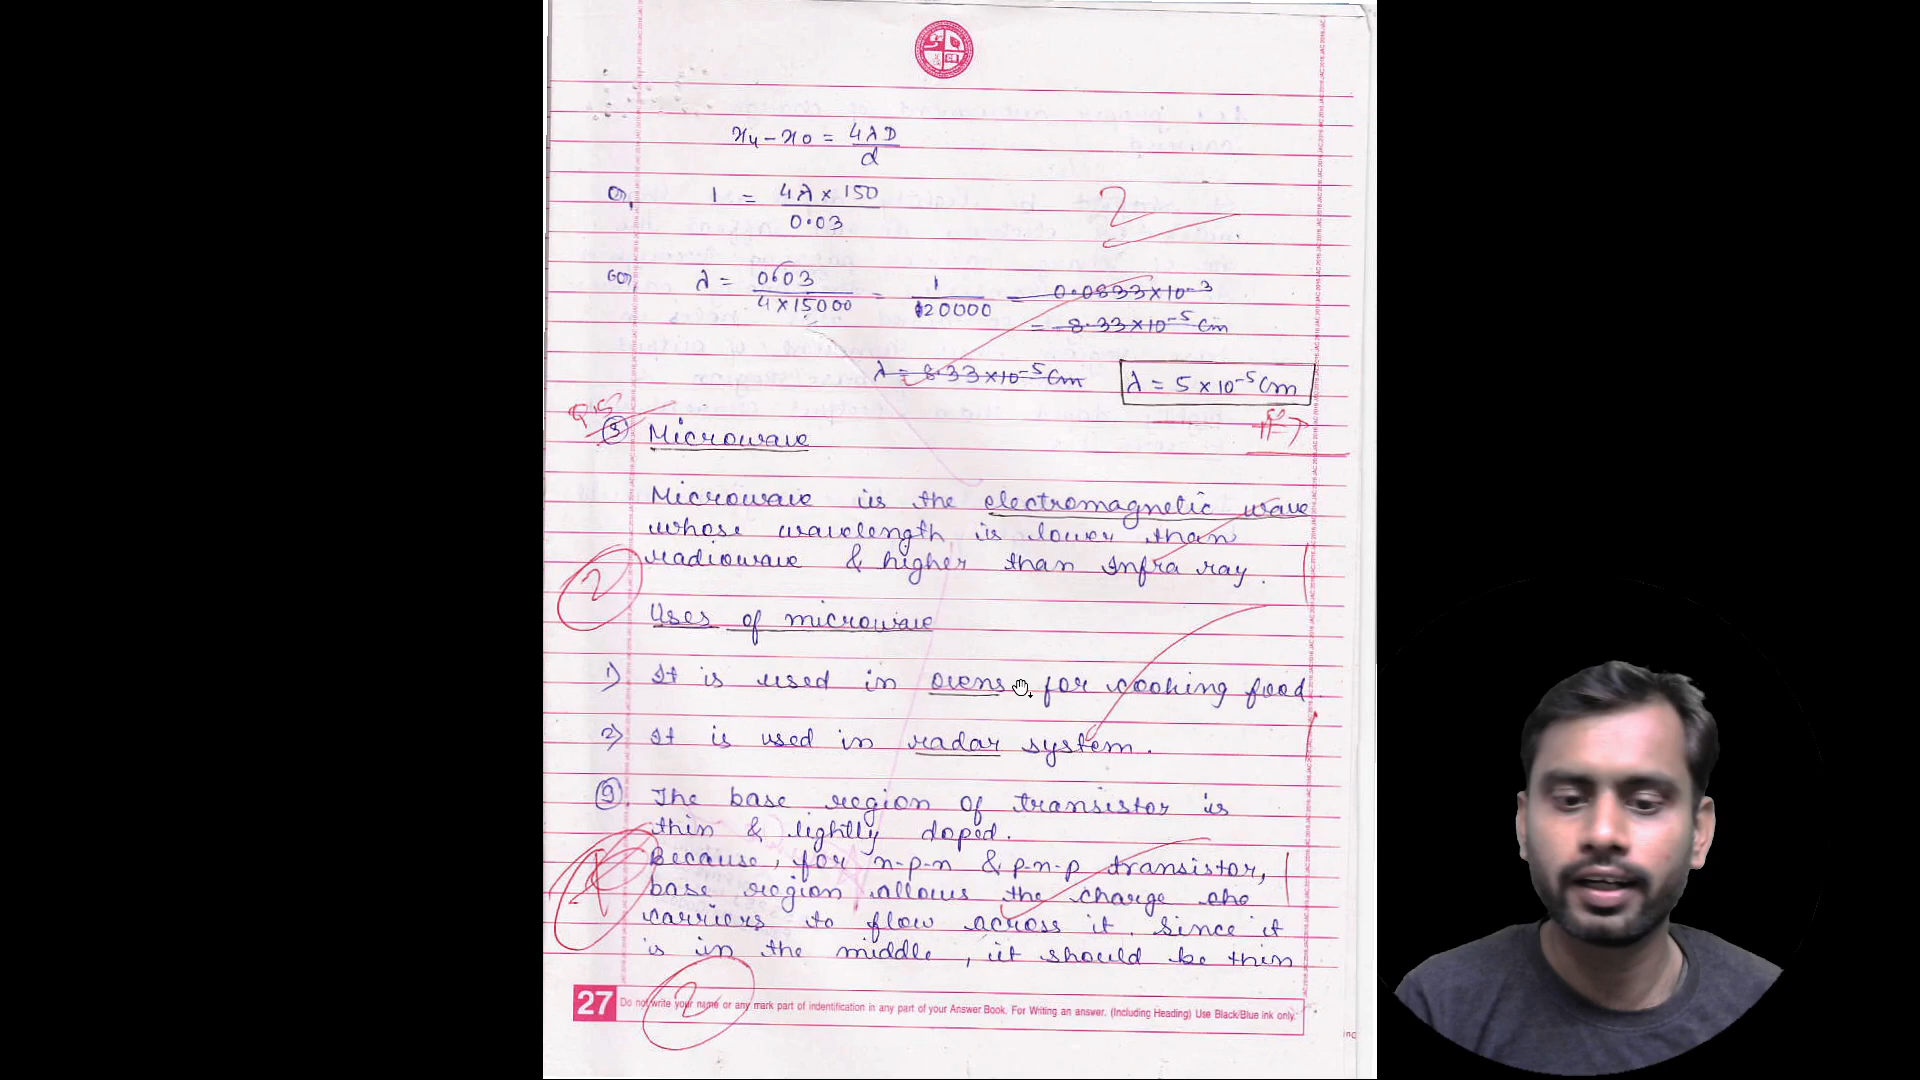 x₄ - x₀ = 4λD / d
or, 1 = 4λ × 150 / 0.03
or, λ = 0.03 / 4 × 15000 = 1 / 20000 = 0.0833 × 10⁻³
= 8.33 × 10⁻⁵ cm
λ = 8.33 × 10⁻⁵ cm
λ = 5 × 10⁻⁵ cm
2
Microwave
Microwave is the electromagnetic wave
whose wavelength is lower than
radiowave & higher than Infra ray.
2
Uses of microwave
1) It is used in ovens for cooking food.
2) It is used in radar system.
9) The base region of transistor is
thin & lightly doped.
Because, for n-p-n & p-n-p transistor,
base region allows the charge
carriers to flow across it. Since it
is in the middle, it should be thin
2
27 Do not write your name or any mark part of indentification in any part of your Answer Book. For Writing an answer. (Including Heading) Use Black/Blue ink only.